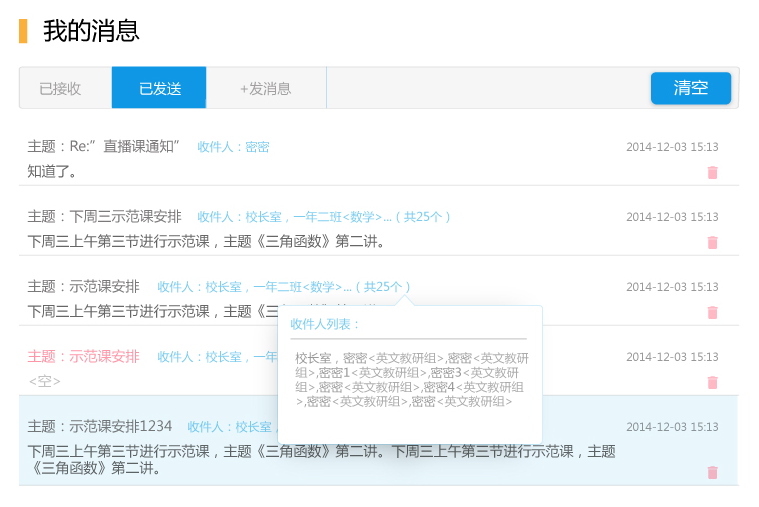 我的消息
已接收 已发送 +发消息 清空
主题：Re:”直播课通知” 收件人：密密 2014-12-03 15:13
知道了。
主题：下周三示范课安排 收件人：校长室，一年二班<数学>...（共25个） 2014-12-03 15:13
下周三上午第三节进行示范课，主题《三角函数》第二讲。
主题：示范课安排 收件人：校长室，一年二班<数学>...（共25个） 2014-12-03 15:13
下周三上午第三节进行示范课，主题《三
收件人列表：
校长室，密密<英文教研组>,密密<英文教研
组>,密密1<英文教研组>,密密3<英文教研
组>,密密<英文教研组>,密密4<英文教研组
>,密密<英文教研组>,密密<英文教研组>
主题：示范课安排 收件人：校长室，一年 2014-12-03 15:13
<空>
主题：示范课安排1234 收件人：校长室， 2014-12-03 15:13
下周三上午第三节进行示范课，主题《三角函数》第二讲。下周三上午第三节进行示范课，主题
《三角函数》第二讲。